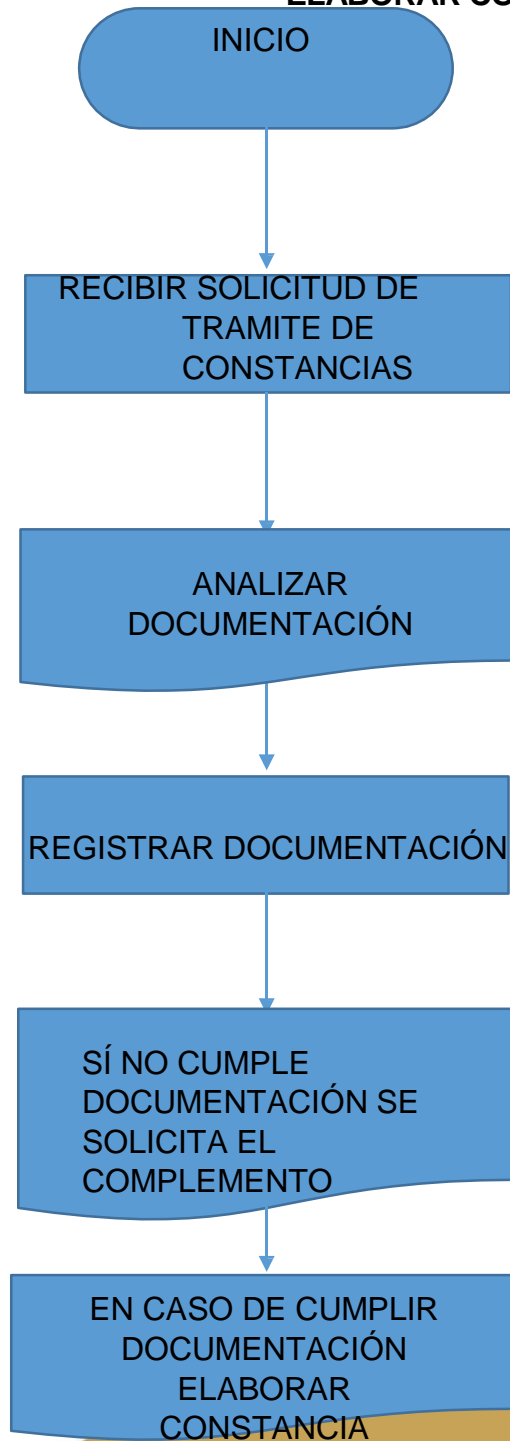 INICIO
RECIBIR SOLICITUD DE
TRAMITE DE
CONSTANCIAS
ANALIZAR
DOCUMENTACIÓN
REGISTRAR DOCUMENTACIÓN
SÍ NO CUMPLE
DOCUMENTACIÓN SE
SOLICITA EL
COMPLEMENTO
EN CASO DE CUMPLIR
DOCUMENTACIÓN
ELABORAR
CONSTANCIA